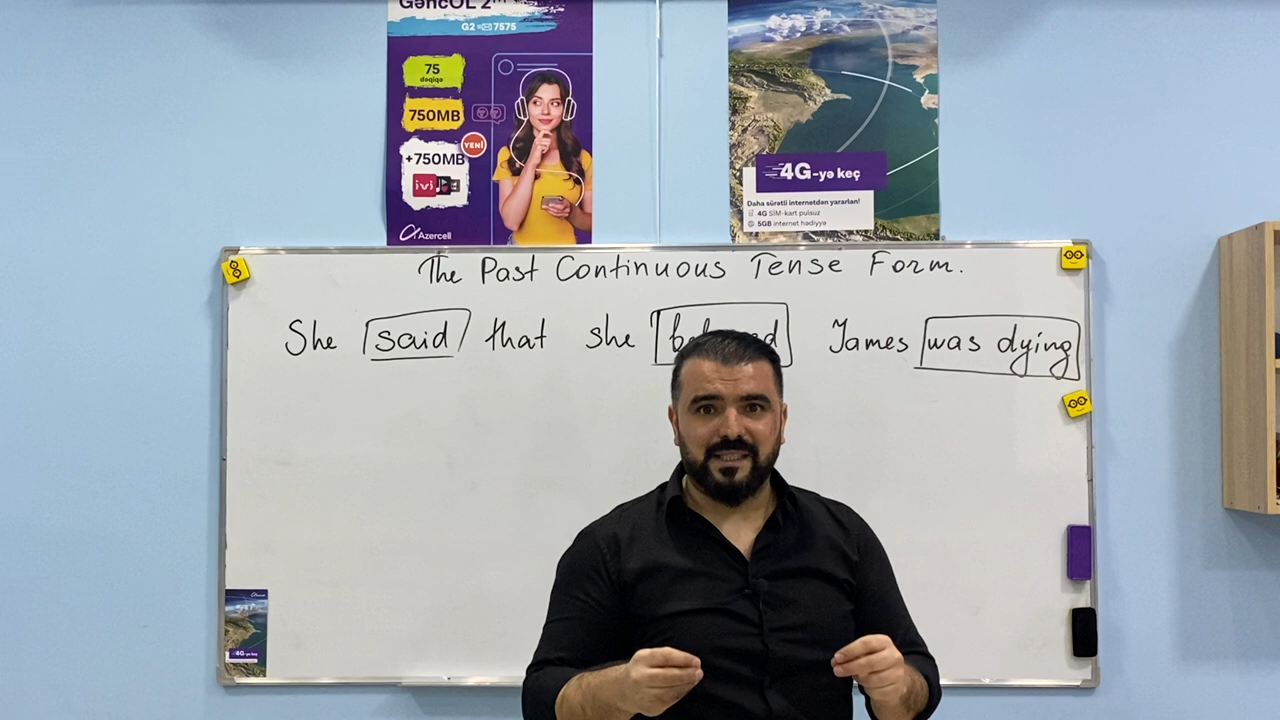 GəncOL 2
G2 7575
75
dəqiqə
750MB
YENİ
+750MB
ivi
Azercell
4G-yə keç
Daha sürətli internetdən yararlan!
4G SİM-kart pulsuz
5GB internet hədiyyə
The Past Continuous Tense Form.
She said that she James was dying
4G-yə keç